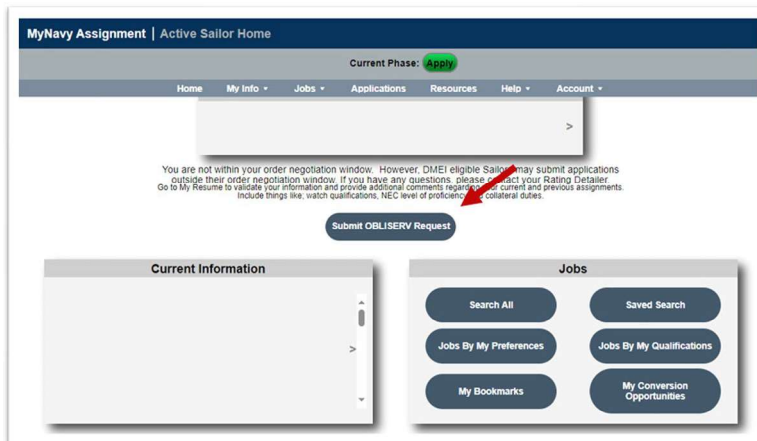 MyNavy Assignment | Active Sailor Home
Current Phase: Apply
Home My Info Jobs Applications Resources Help Account
>
You are not within your order negotiation window. However, DMEI eligible Sailors may submit applications
outside their order negotiation window. If you have any questions, please contact your Rating Detailer.
Go to My Resume to validate your information and provide additional comments regarding your current and previous assignments.
Include things like; watch qualifications, NEC level of proficiency and collateral duties.
Submit OBLISERV Request
Current Information
>
Jobs
Search All Saved Search
Jobs By My Preferences Jobs By My Qualifications
My Bookmarks My Conversion
Opportunities